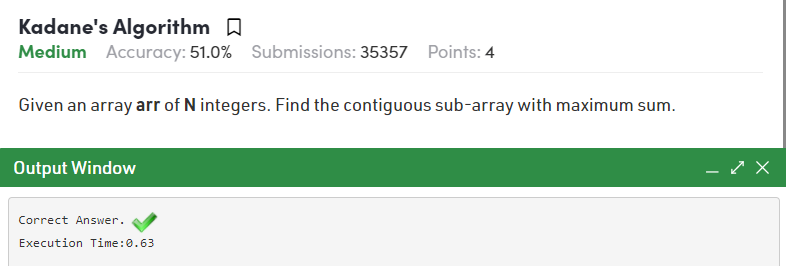 Kadane's Algorithm
Medium Accuracy: 51.0% Submissions: 35357 Points: 4
Given an array arr of N integers. Find the contiguous sub-array with maximum sum.
Output Window
Correct Answer.
Execution Time:0.63